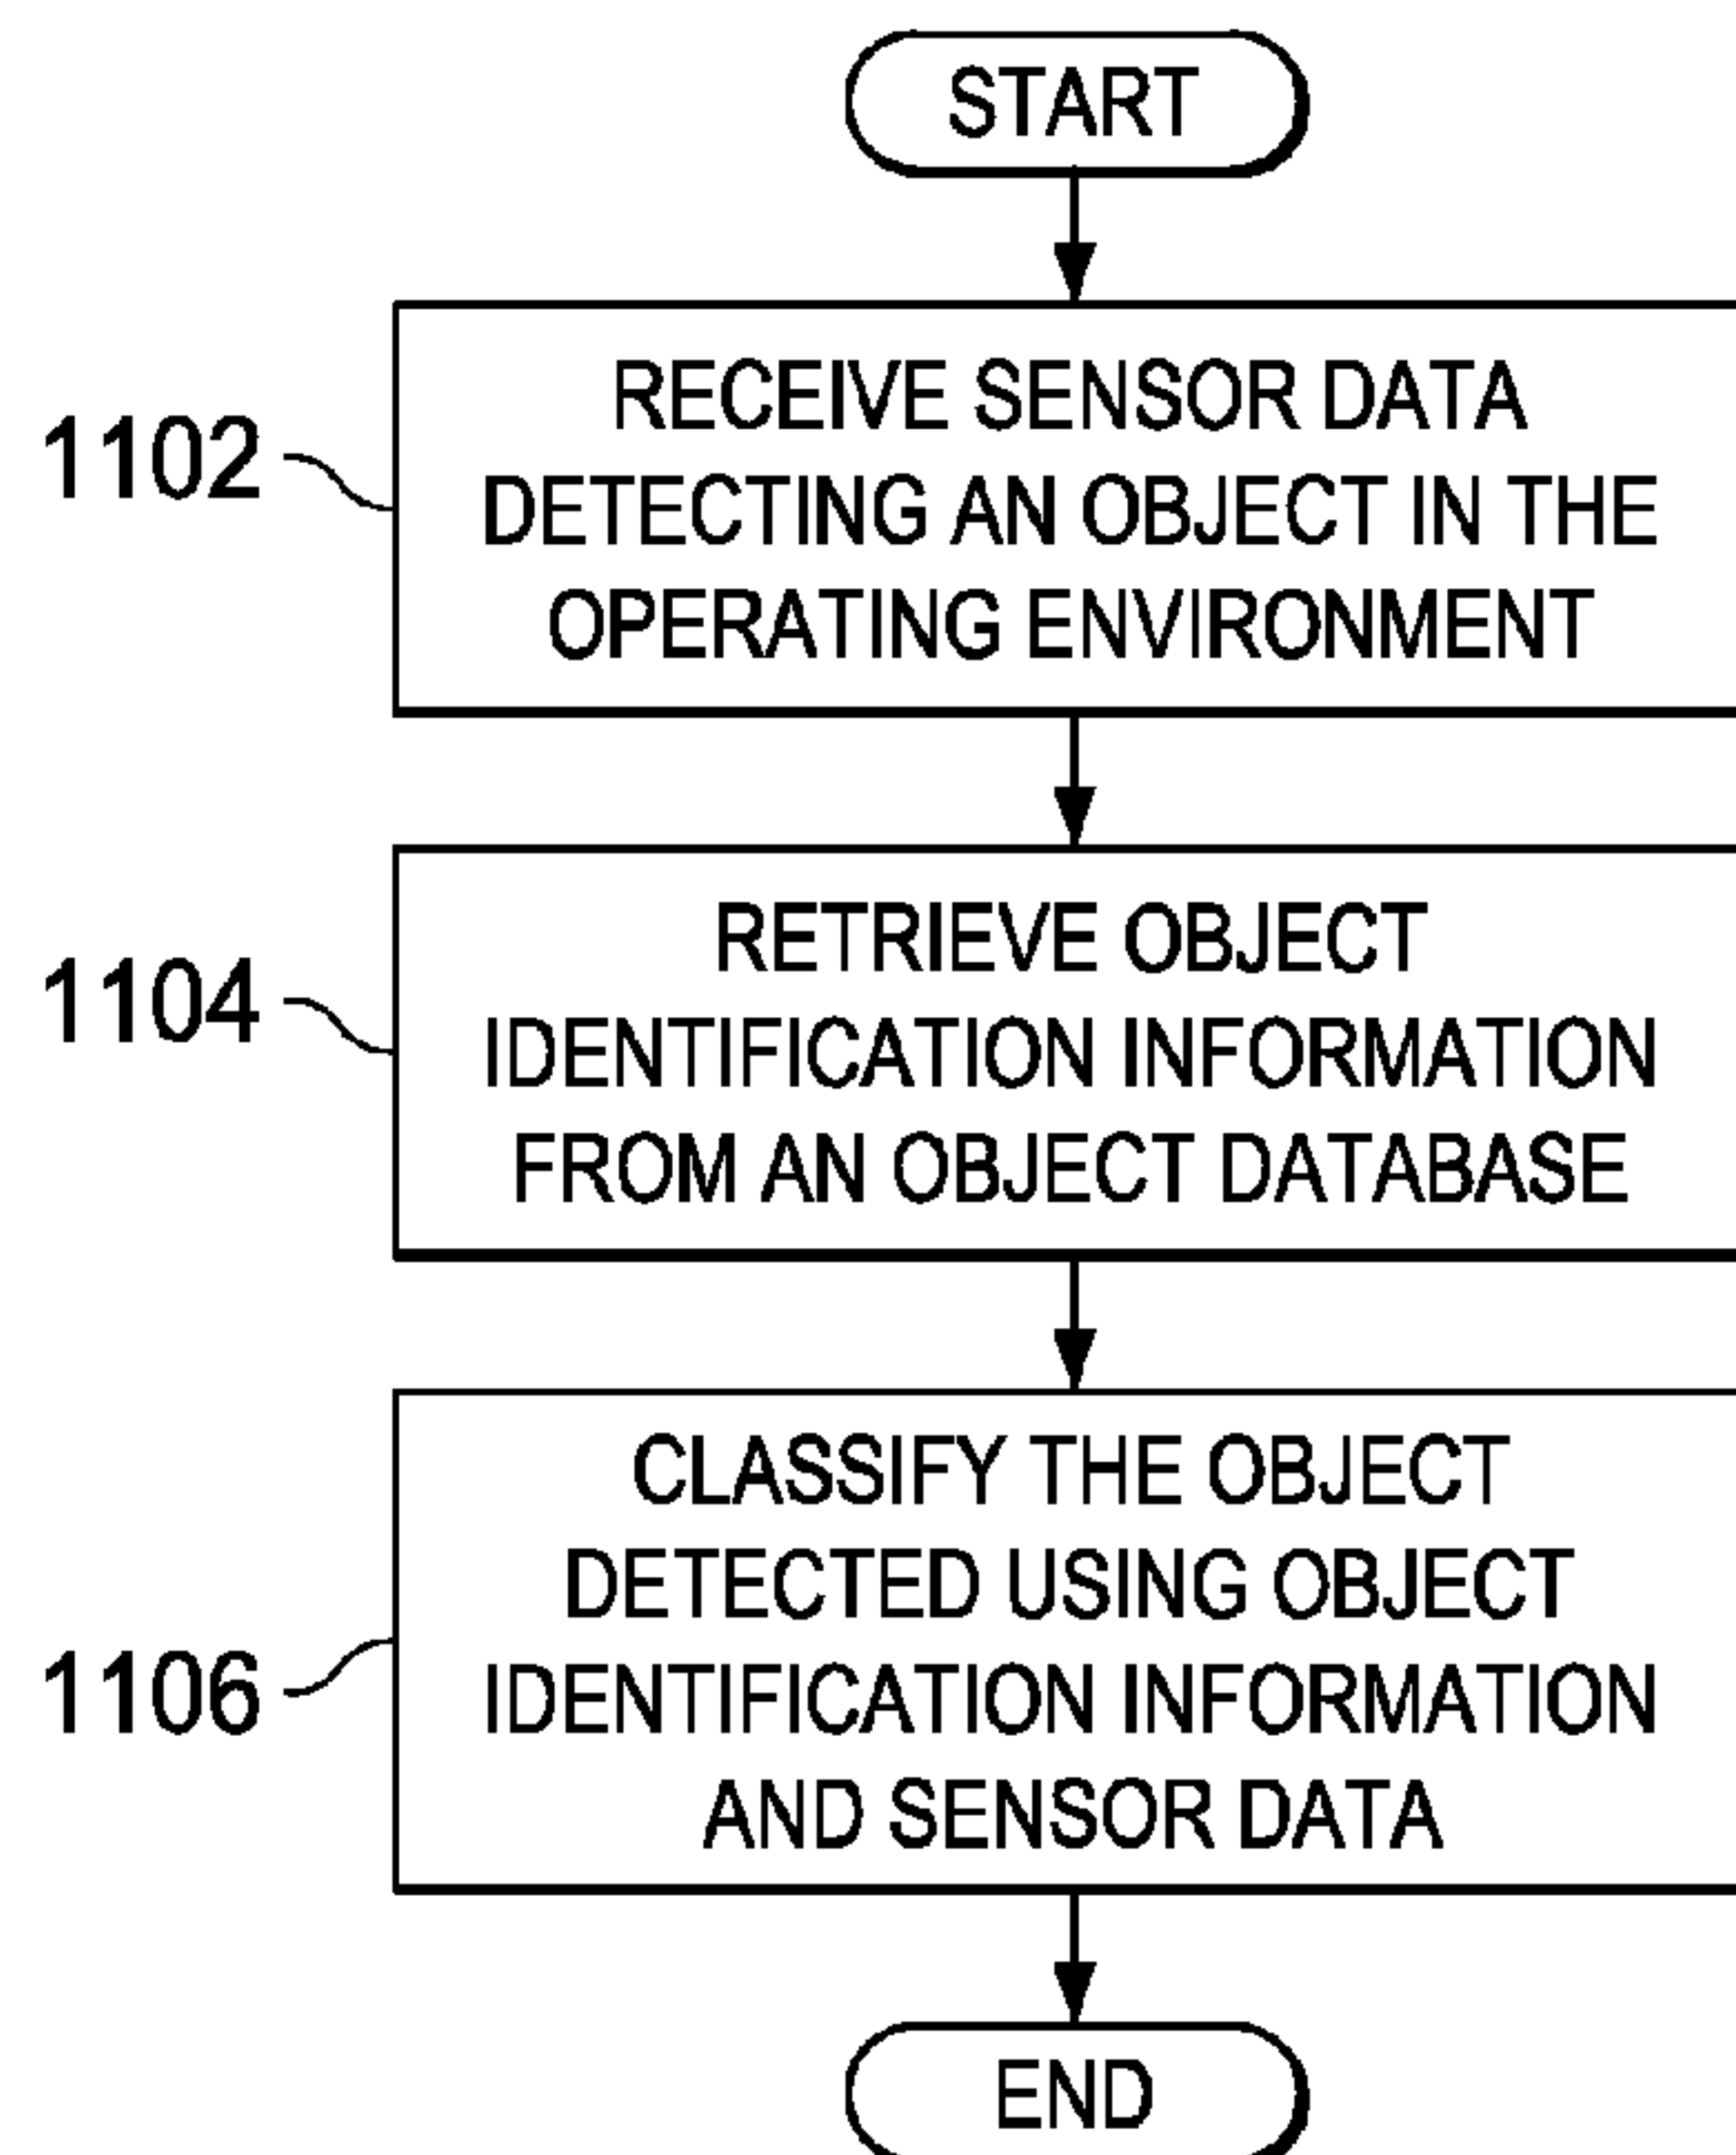 START
1102
RECEIVE SENSOR DATA
DETECTING AN OBJECT IN THE
OPERATING ENVIRONMENT
1104
RETRIEVE OBJECT
IDENTIFICATION INFORMATION
FROM AN OBJECT DATABASE
1106
CLASSIFY THE OBJECT
DETECTED USING OBJECT
IDENTIFICATION INFORMATION
AND SENSOR DATA
END